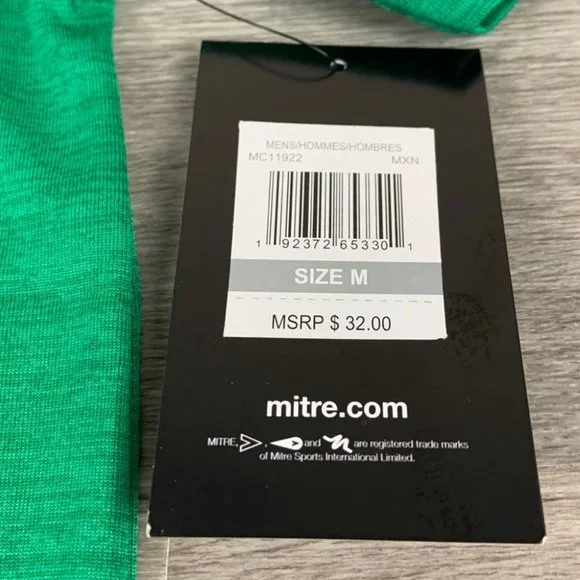 MENS/HOMMES/HOMBRES
MC11922 MXN
1 92372 65330 1
SIZE M
MSRP $ 32.00
mitre.com
MITRE, , and are registered trade marks
of Mitre Sports International Limited.